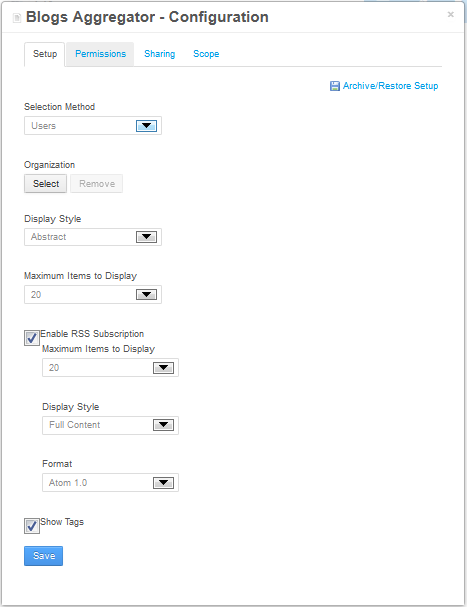 Blogs Aggregator - Configuration
Setup Permissions Sharing Scope
Archive/Restore Setup
Selection Method
Users
Organization
Select Remove
Display Style
Abstract
Maximum Items to Display
20
Enable RSS Subscription
Maximum Items to Display
20
Display Style
Full Content
Format
Atom 1.0
Show Tags
Save